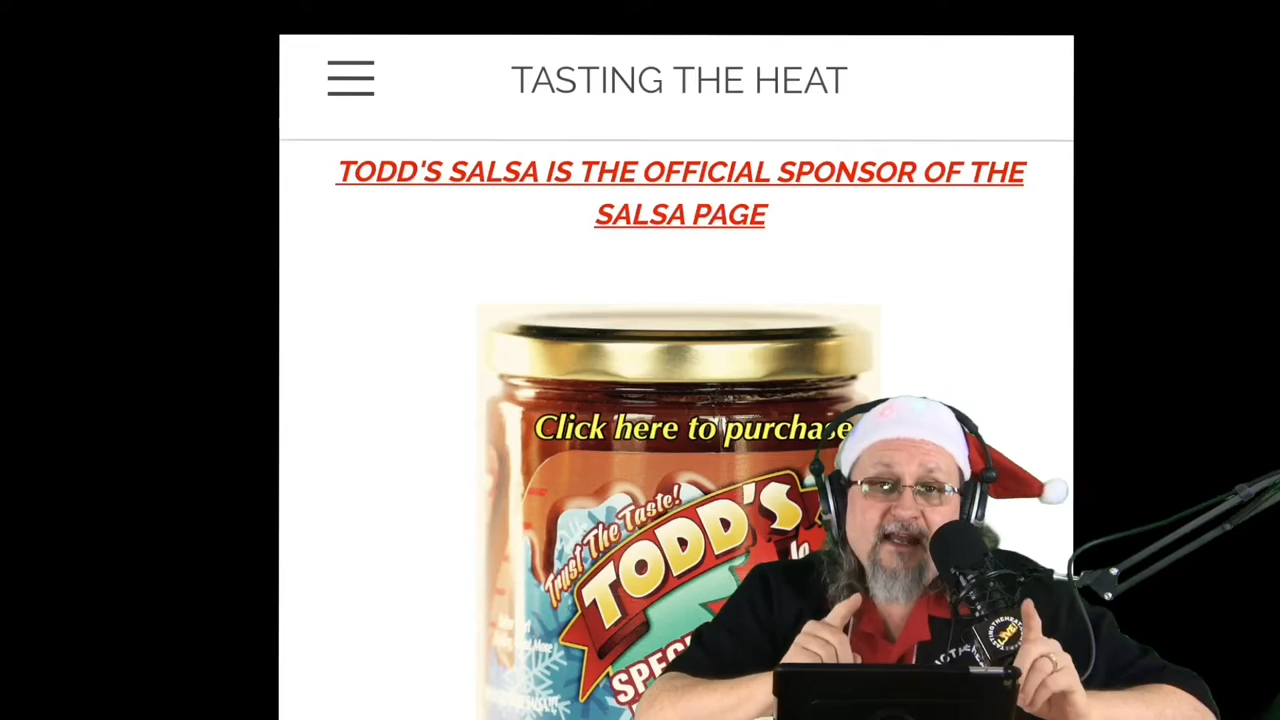 TASTING THE HEAT
TODD'S SALSA IS THE OFFICIAL SPONSOR OF THE
SALSA PAGE
Click here to purchase
Trust The Taste!
TODD'S
LIVE!